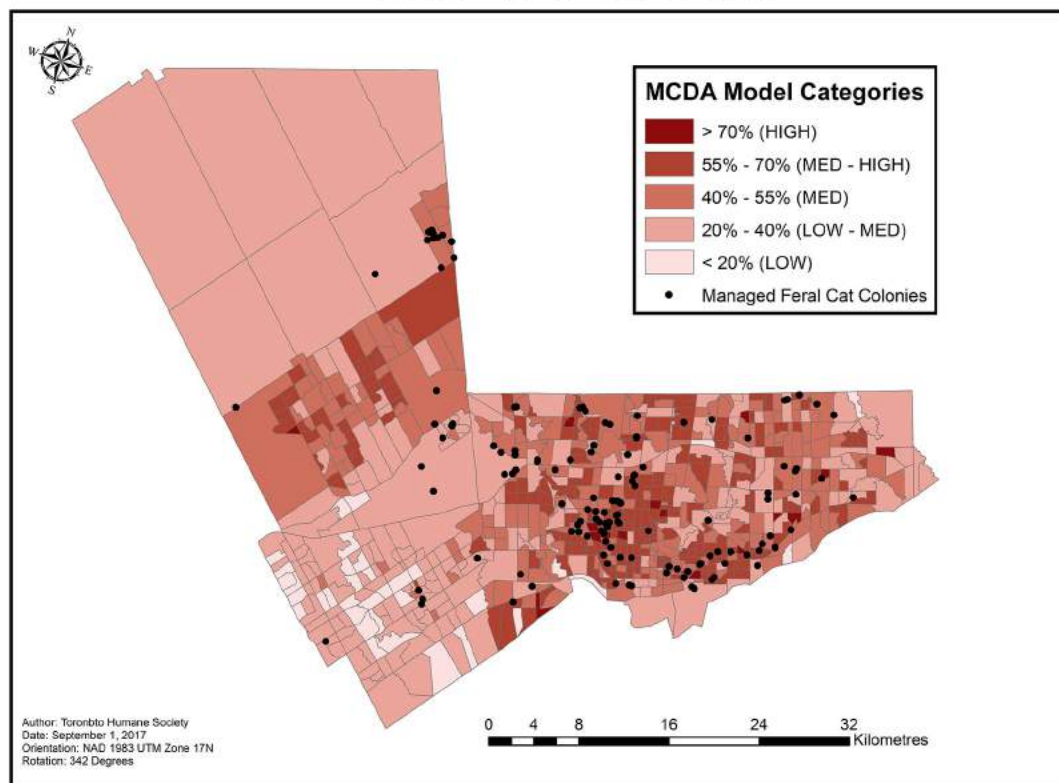 N
W
E
S
MCDA Model Categories
> 70% (HIGH)
55% - 70% (MED - HIGH)
40% - 55% (MED)
20% - 40% (LOW - MED)
< 20% (LOW)
Managed Feral Cat Colonies
Author: Toronbto Humane Society
Date: September 1, 2017
Orientation: NAD 1983 UTM Zone 17N
Rotation: 342 Degrees
0 4 8 16 24 32
Kilometres